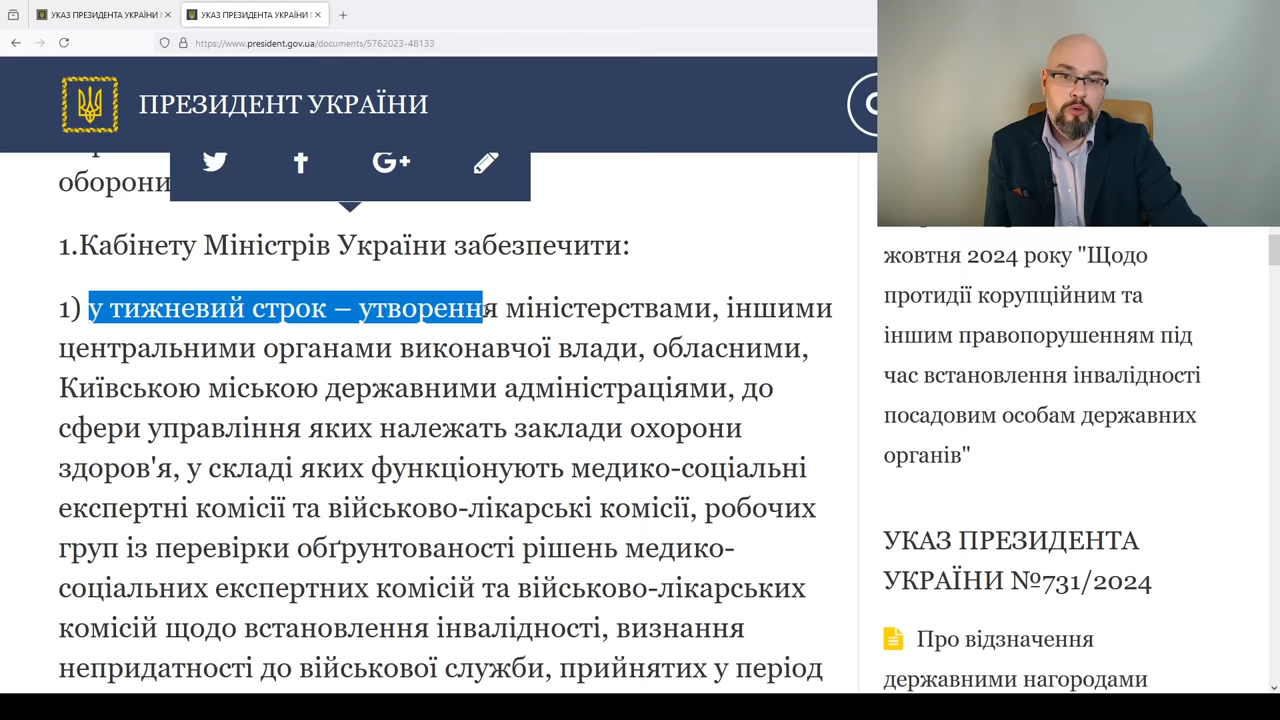 УКАЗ ПРЕЗИДЕНТА УКРАЇНИ
УКАЗ ПРЕЗИДЕНТА УКРАЇНИ
https://www.president.gov.ua/documents/5762023-48133
ПРЕЗИДЕНТ УКРАЇНИ
G+
оборони
1.Кабінету Міністрів України забезпечити:
1) у тижневий строк – утворення міністерствами, іншими
центральними органами виконавчої влади, обласними,
Київською міською державними адміністраціями, до
сфери управління яких належать заклади охорони
здоров'я, у складі яких функціонують медико-соціальні
експертні комісії та військово-лікарські комісії, робочих
груп із перевірки обґрунтованості рішень медико-
соціальних експертних комісій та військово-лікарських
комісій щодо встановлення інвалідності, визнання
непридатності до військової служби, прийнятих у період
жовтня 2024 року "Щодо
протидії корупційним та
іншим правопорушенням під
час встановлення інвалідності
посадовим особам державних
органів"
УКАЗ ПРЕЗИДЕНТА
УКРАЇНИ №731/2024
Про відзначення
державними нагородами